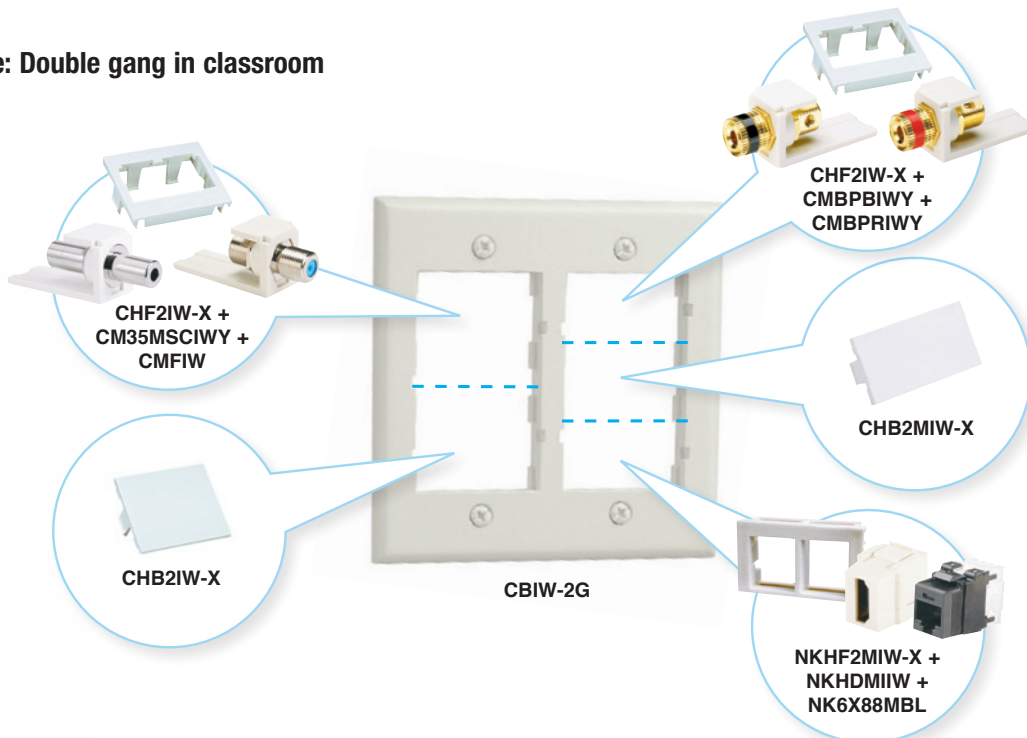 e: Double gang in classroom
CHF2IW-X +
CMBPBIWY +
CMBPRIWY
CHF2IW-X +
CM35MSCIWY +
CMFIW
CHB2MIW-X
CHB2IW-X
CBIW-2G
NKHF2MIW-X +
NKHDMIIW +
NK6X88MBL